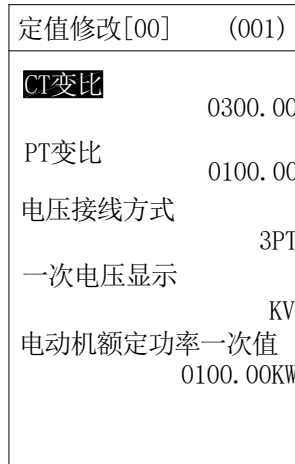 定值修改[00] (001)
CT变比
0300.00
PT变比
0100.00
电压接线方式
3PT
一次电压显示
KV
电动机额定功率一次值
0100.00KW